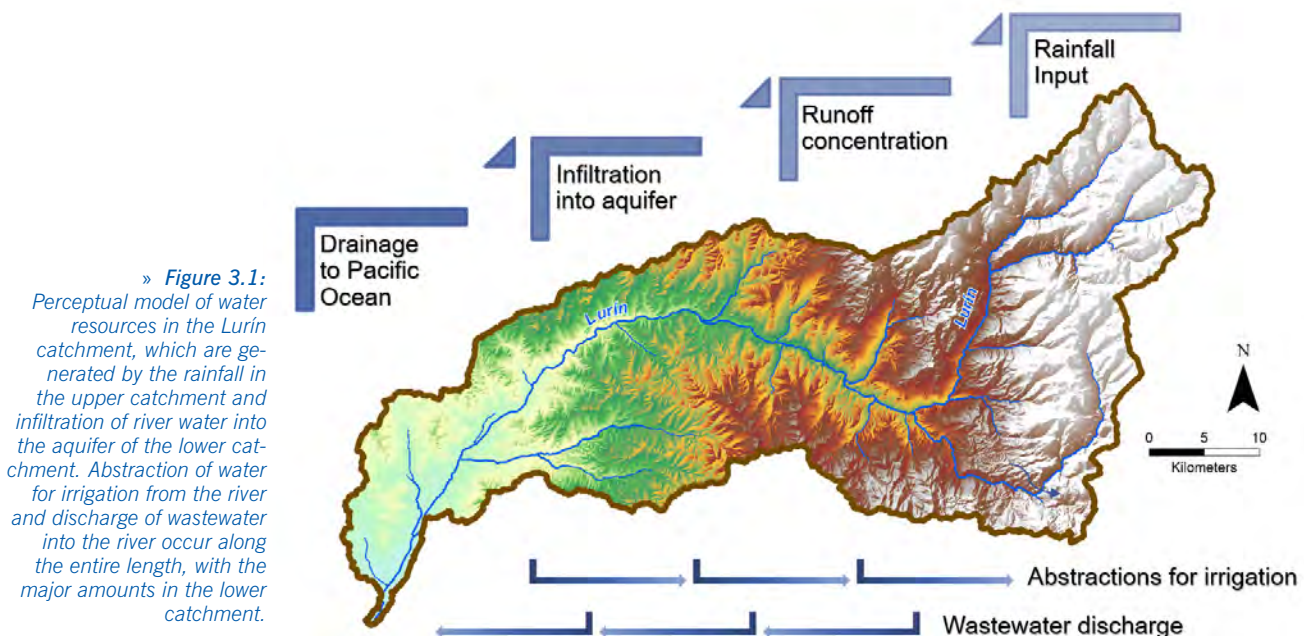 Rainfall
Input
Runoff
concentration
Infiltration
into aquifer
Drainage
to Pacific
Ocean
» Figure 3.1:
Perceptual model of water
resources in the Lurín
catchment, which are ge-
nerated by the rainfall in
the upper catchment and
infiltration of river water into
the aquifer of the lower cat-
chment. Abstraction of water
for irrigation from the river
and discharge of wastewater
into the river occur along
the entire length, with the
major amounts in the lower
catchment.
Lurín
Lurín
N
0 5 10
Kilometers
Abstractions for irrigation
Wastewater discharge